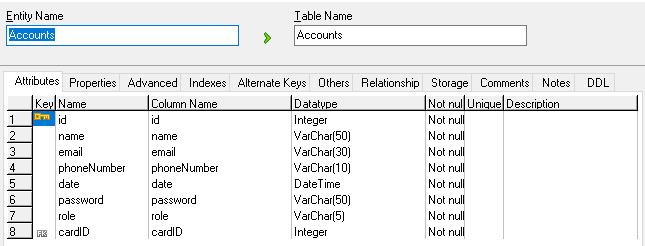 Entity Name Table Name
Accounts Accounts
Attributes Properties Advanced Indexes Alternate Keys Others Relationship Storage Comments Notes DDL
Key Name Column Name Datatype Not nul Unique Description
1 id id Integer Not null
2 name name VarChar(50) Not null
3 email email VarChar(30) Not null
4 phoneNumber phoneNumber VarChar(10) Not null
5 date date DateTime Not null
6 password password VarChar(50) Not null
7 role role VarChar(5) Not null
8 FK cardID cardID Integer Not null